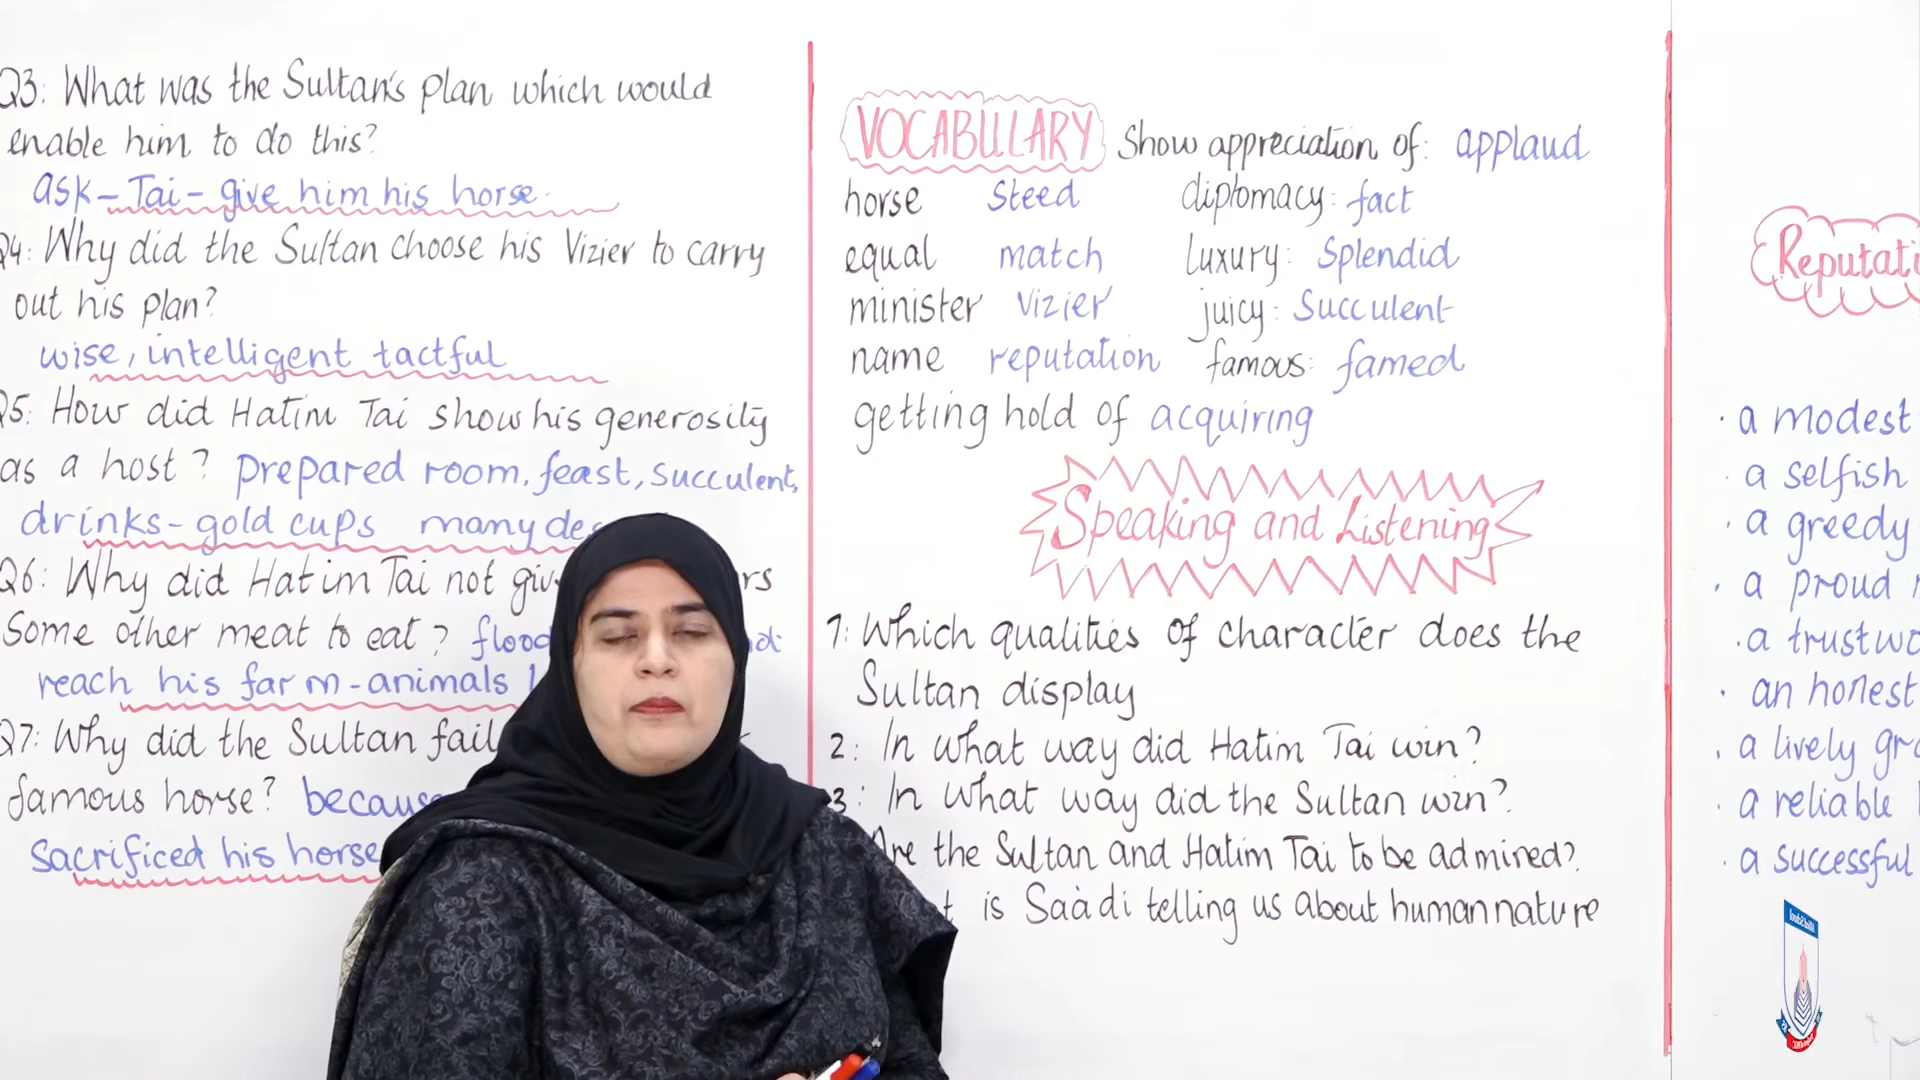 Q3: What was the Sultan's plan which would
enable him to do this?
ask - Tai - give him his horse.
Q4: Why did the Sultan choose his Vizier to carry
out his plan?
wise, intelligent tactful
Q5: How did Hatim Tai show his generosity
as a host? prepared room, feast, succulent,
drinks - gold cups many
Q6: Why did Hatim Tai not
Some other meat to eat?
reach his farm - animals
Q7: Why did the Sultan
famous horse?
Sacrificed his horse
VOCABULARY Show appreciation of: applaud
horse Steed diplomacy: fact
equal match luxury: Splendid
minister Vizier juicy: Succulent
name reputation famous: famed
getting hold of acquiring
Speaking and Listening
1: Which qualities of character does the
Sultan display
2: In what way did Hatim Tai win?
3: In what way did the Sultan win?
Are the Sultan and Hatim Tai to be admired?
is Saàdi telling us about human nature
Reputati
. a modest
. a selfish
. a greedy
. a proud
. a trustwo
. an honest
. a lively gr
. a reliable
. a successful